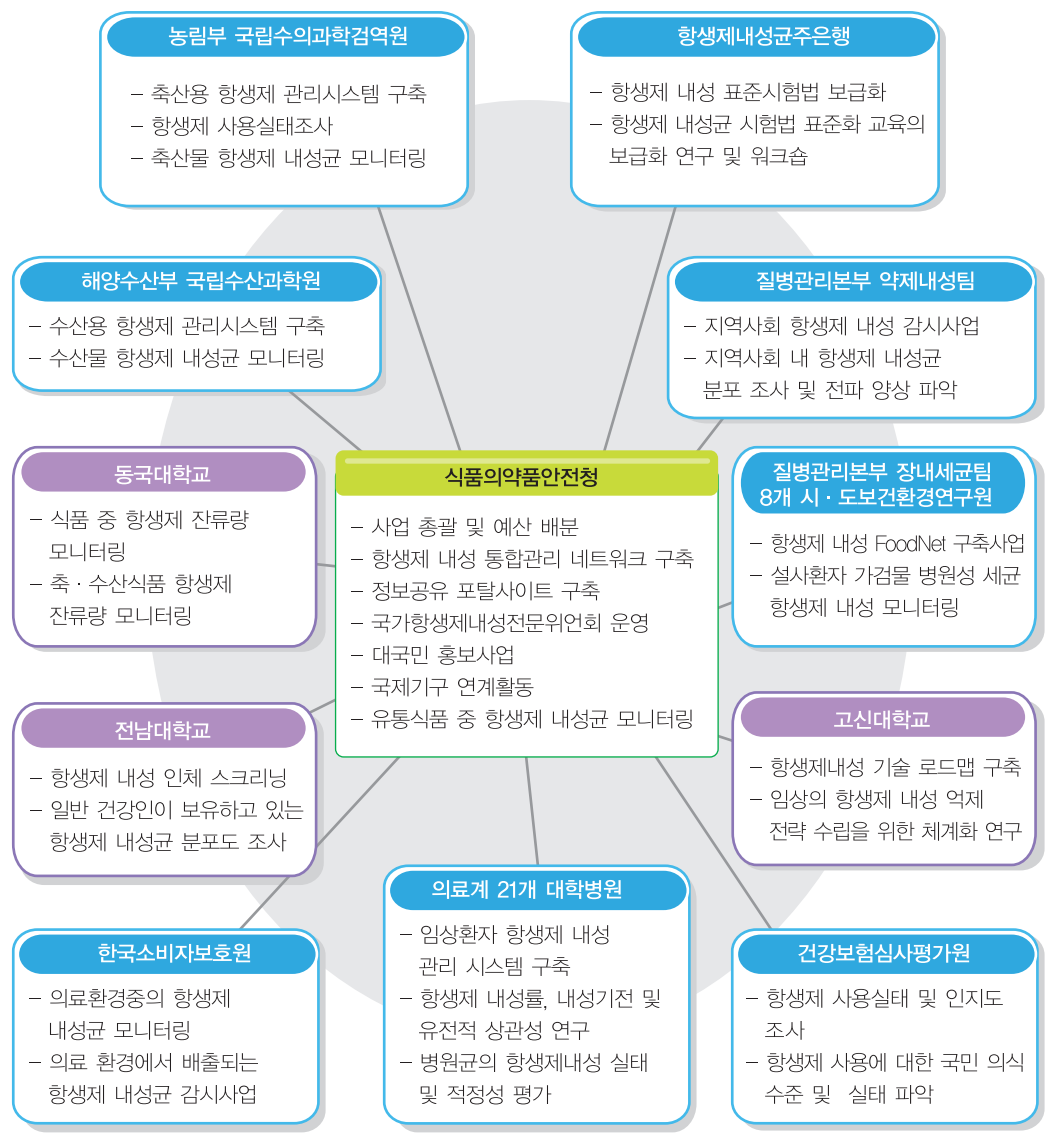 농림부 국립수의과학검역원
– 축산용 항생제 관리시스템 구축
– 항생제 사용실태조사
– 축산물 항생제 내성균 모니터링
항생제내성균주은행
– 항생제 내성 표준시험법 보급화
– 항생제 내성균 시험법 표준화 교육의
보급화 연구 및 워크숍
해양수산부 국립수산과학원
– 수산용 항생제 관리시스템 구축
– 수산물 항생제 내성균 모니터링
질병관리본부 약제내성팀
– 지역사회 항생제 내성 감시사업
– 지역사회 내 항생제 내성균
분포 조사 및 전파 양상 파악
동국대학교
– 식품 중 항생제 잔류량
모니터링
– 축·수산식품 항생제
잔류량 모니터링
식품의약품안전청
– 사업 총괄 및 예산 배분
– 항생제 내성 통합관리 네트워크 구축
– 정보공유 포탈사이트 구축
– 국가항생제내성전문위언회 운영
– 대국민 홍보사업
– 국제기구 연계활동
– 유통식품 중 항생제 내성균 모니터링
질병관리본부 장내세균팀
8개 시·도보건환경연구원
– 항생제 내성 FoodNet 구축사업
– 설사환자 가검물 병원성 세균
항생제 내성 모니터링
전남대학교
– 항생제 내성 인체 스크리닝
– 일반 건강인이 보유하고 있는
항생제 내성균 분포도 조사
고신대학교
– 항생제내성 기술 로드맵 구축
– 임상의 항생제 내성 억제
전략 수립을 위한 체계화 연구
한국소비자보호원
– 의료환경중의 항생제
내성균 모니터링
– 의료 환경에서 배출되는
항생제 내성균 감시사업
의료계 21개 대학병원
– 임상환자 항생제 내성
관리 시스템 구축
– 항생제 내성률, 내성기전 및
유전적 상관성 연구
– 병원균의 항생제내성 실태
및 적정성 평가
건강보험심사평가원
– 항생제 사용실태 및 인지도
조사
– 항생제 사용에 대한 국민 의식
수준 및 실태 파악